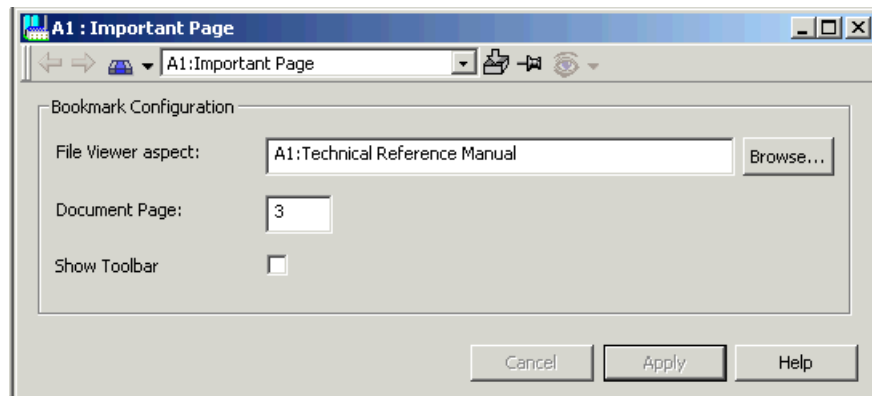 A1 : Important Page
A1:Important Page
Bookmark Configuration
File Viewer aspect: A1:Technical Reference Manual Browse...
Document Page: 3
Show Toolbar
Cancel Apply Help